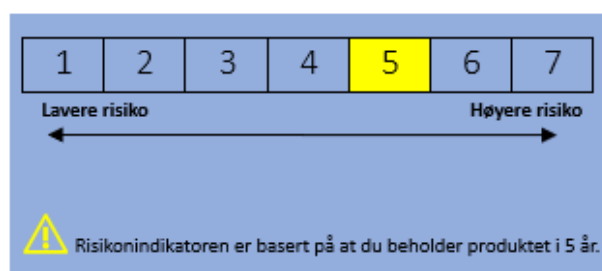 1 2 3 4 5 6 7
Lavere risiko Høyere risiko
Risikonindikatoren er basert på at du beholder produktet i 5 år.